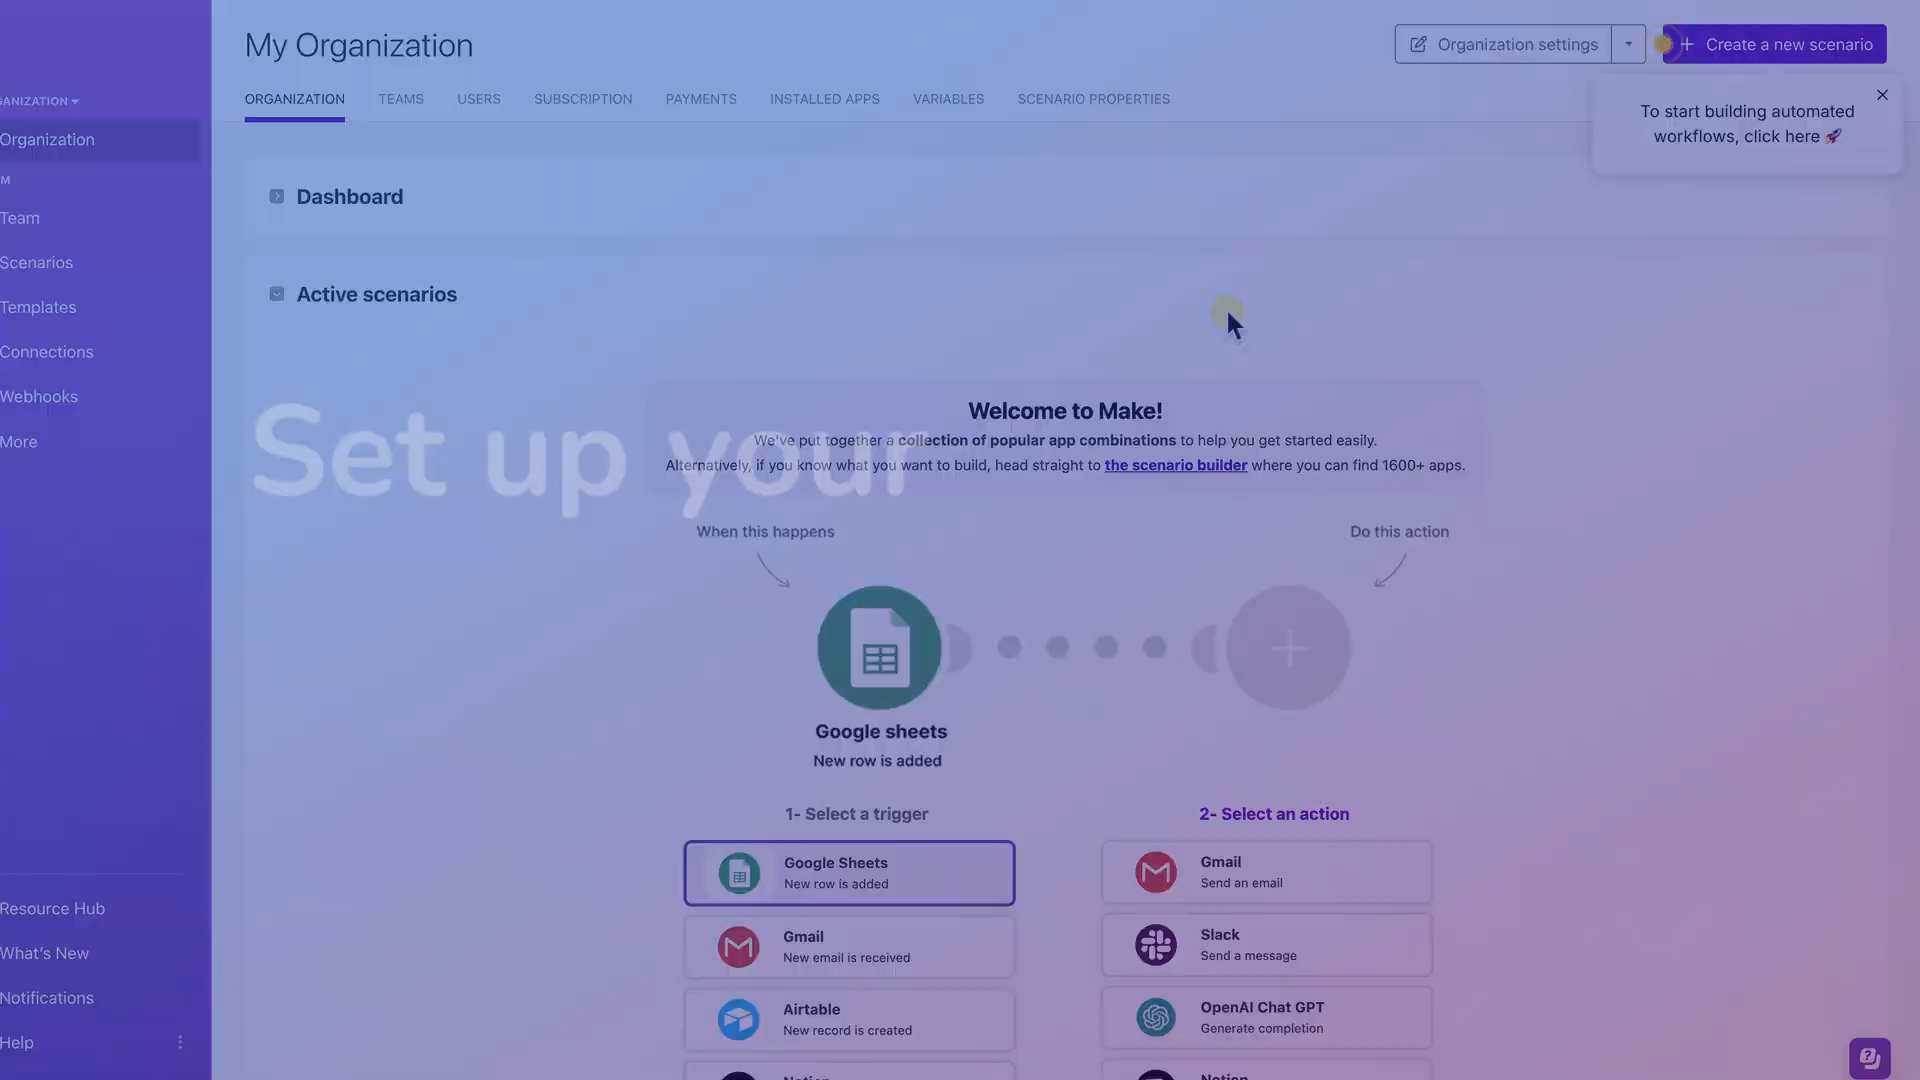 My Organization
Organization settings
+ Create a new scenario
ANIZATION
ORGANIZATION
TEAMS
USERS
SUBSCRIPTION
PAYMENTS
INSTALLED APPS
VARIABLES
SCENARIO PROPERTIES
To start building automated
workflows, click here 🚀
Organization
M
Team
Scenarios
Templates
Connections
Webhooks
More
Dashboard
Active scenarios
Set up your
Welcome to Make!
We've put together a collection of popular app combinations to help you get started easily.
Alternatively, if you know what you want to build, head straight to the scenario builder where you can find 1600+ apps.
When this happens
Do this action
Google sheets
New row is added
1- Select a trigger
2- Select an action
Google Sheets
New row is added
Gmail
Send an email
Gmail
New email is received
Slack
Send a message
Airtable
New record is created
OpenAI Chat GPT
Generate completion
Resource Hub
What's New
Notifications
Help